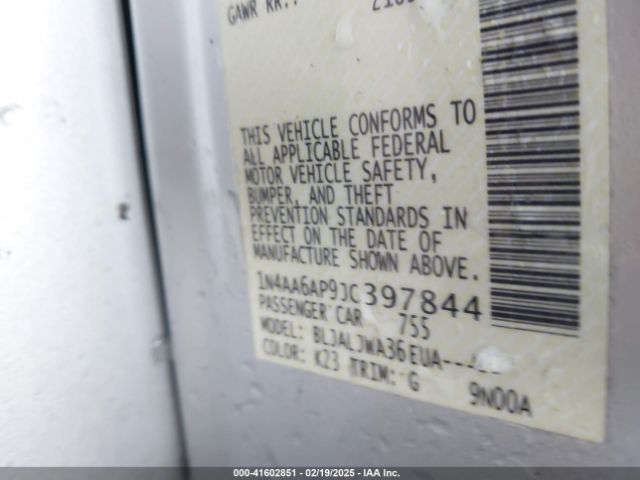 GAWR RR.:
THIS VEHICLE CONFORMS TO
ALL APPLICABLE FEDERAL
MOTOR VEHICLE SAFETY,
BUMPER, AND THEFT
PREVENTION STANDARDS IN
EFFECT ON THE DATE OF
MANUFACTURE SHOWN ABOVE.
1N4AA6AP9JC397844
PASSENGER CAR 755
MODEL: BLJALJWA36EUA----
COLOR: K23 TRIM: G 9N00A
000-41602851 - 02/19/2025 - IAA Inc.